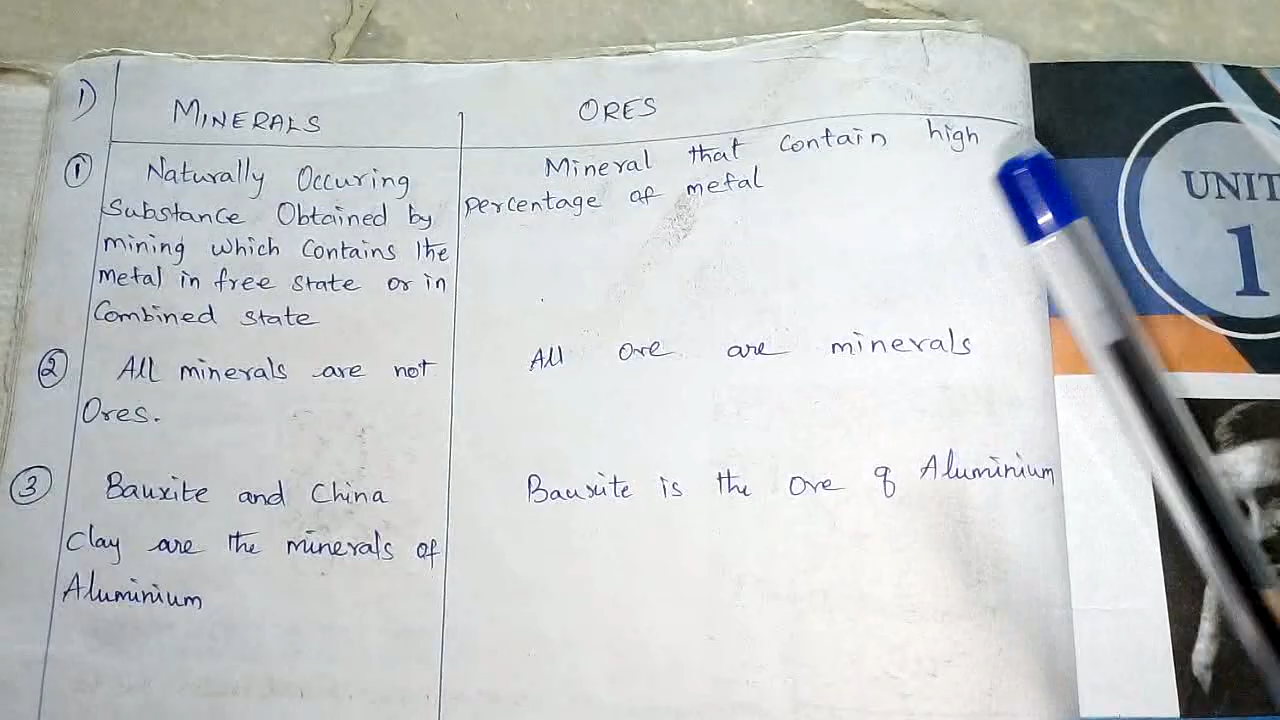 1)
MINERALS
ORES
① Naturally Occuring
Substance Obtained by
mining which Contains the
metal in free state or in
Combined state
Mineral that contain high
percentage of metal
② All minerals are not
Ores.
All Ore are minerals
③ Bauxite and China
Clay are the minerals of
Aluminium
Bauxite is the Ore of Aluminium
UNIT
1